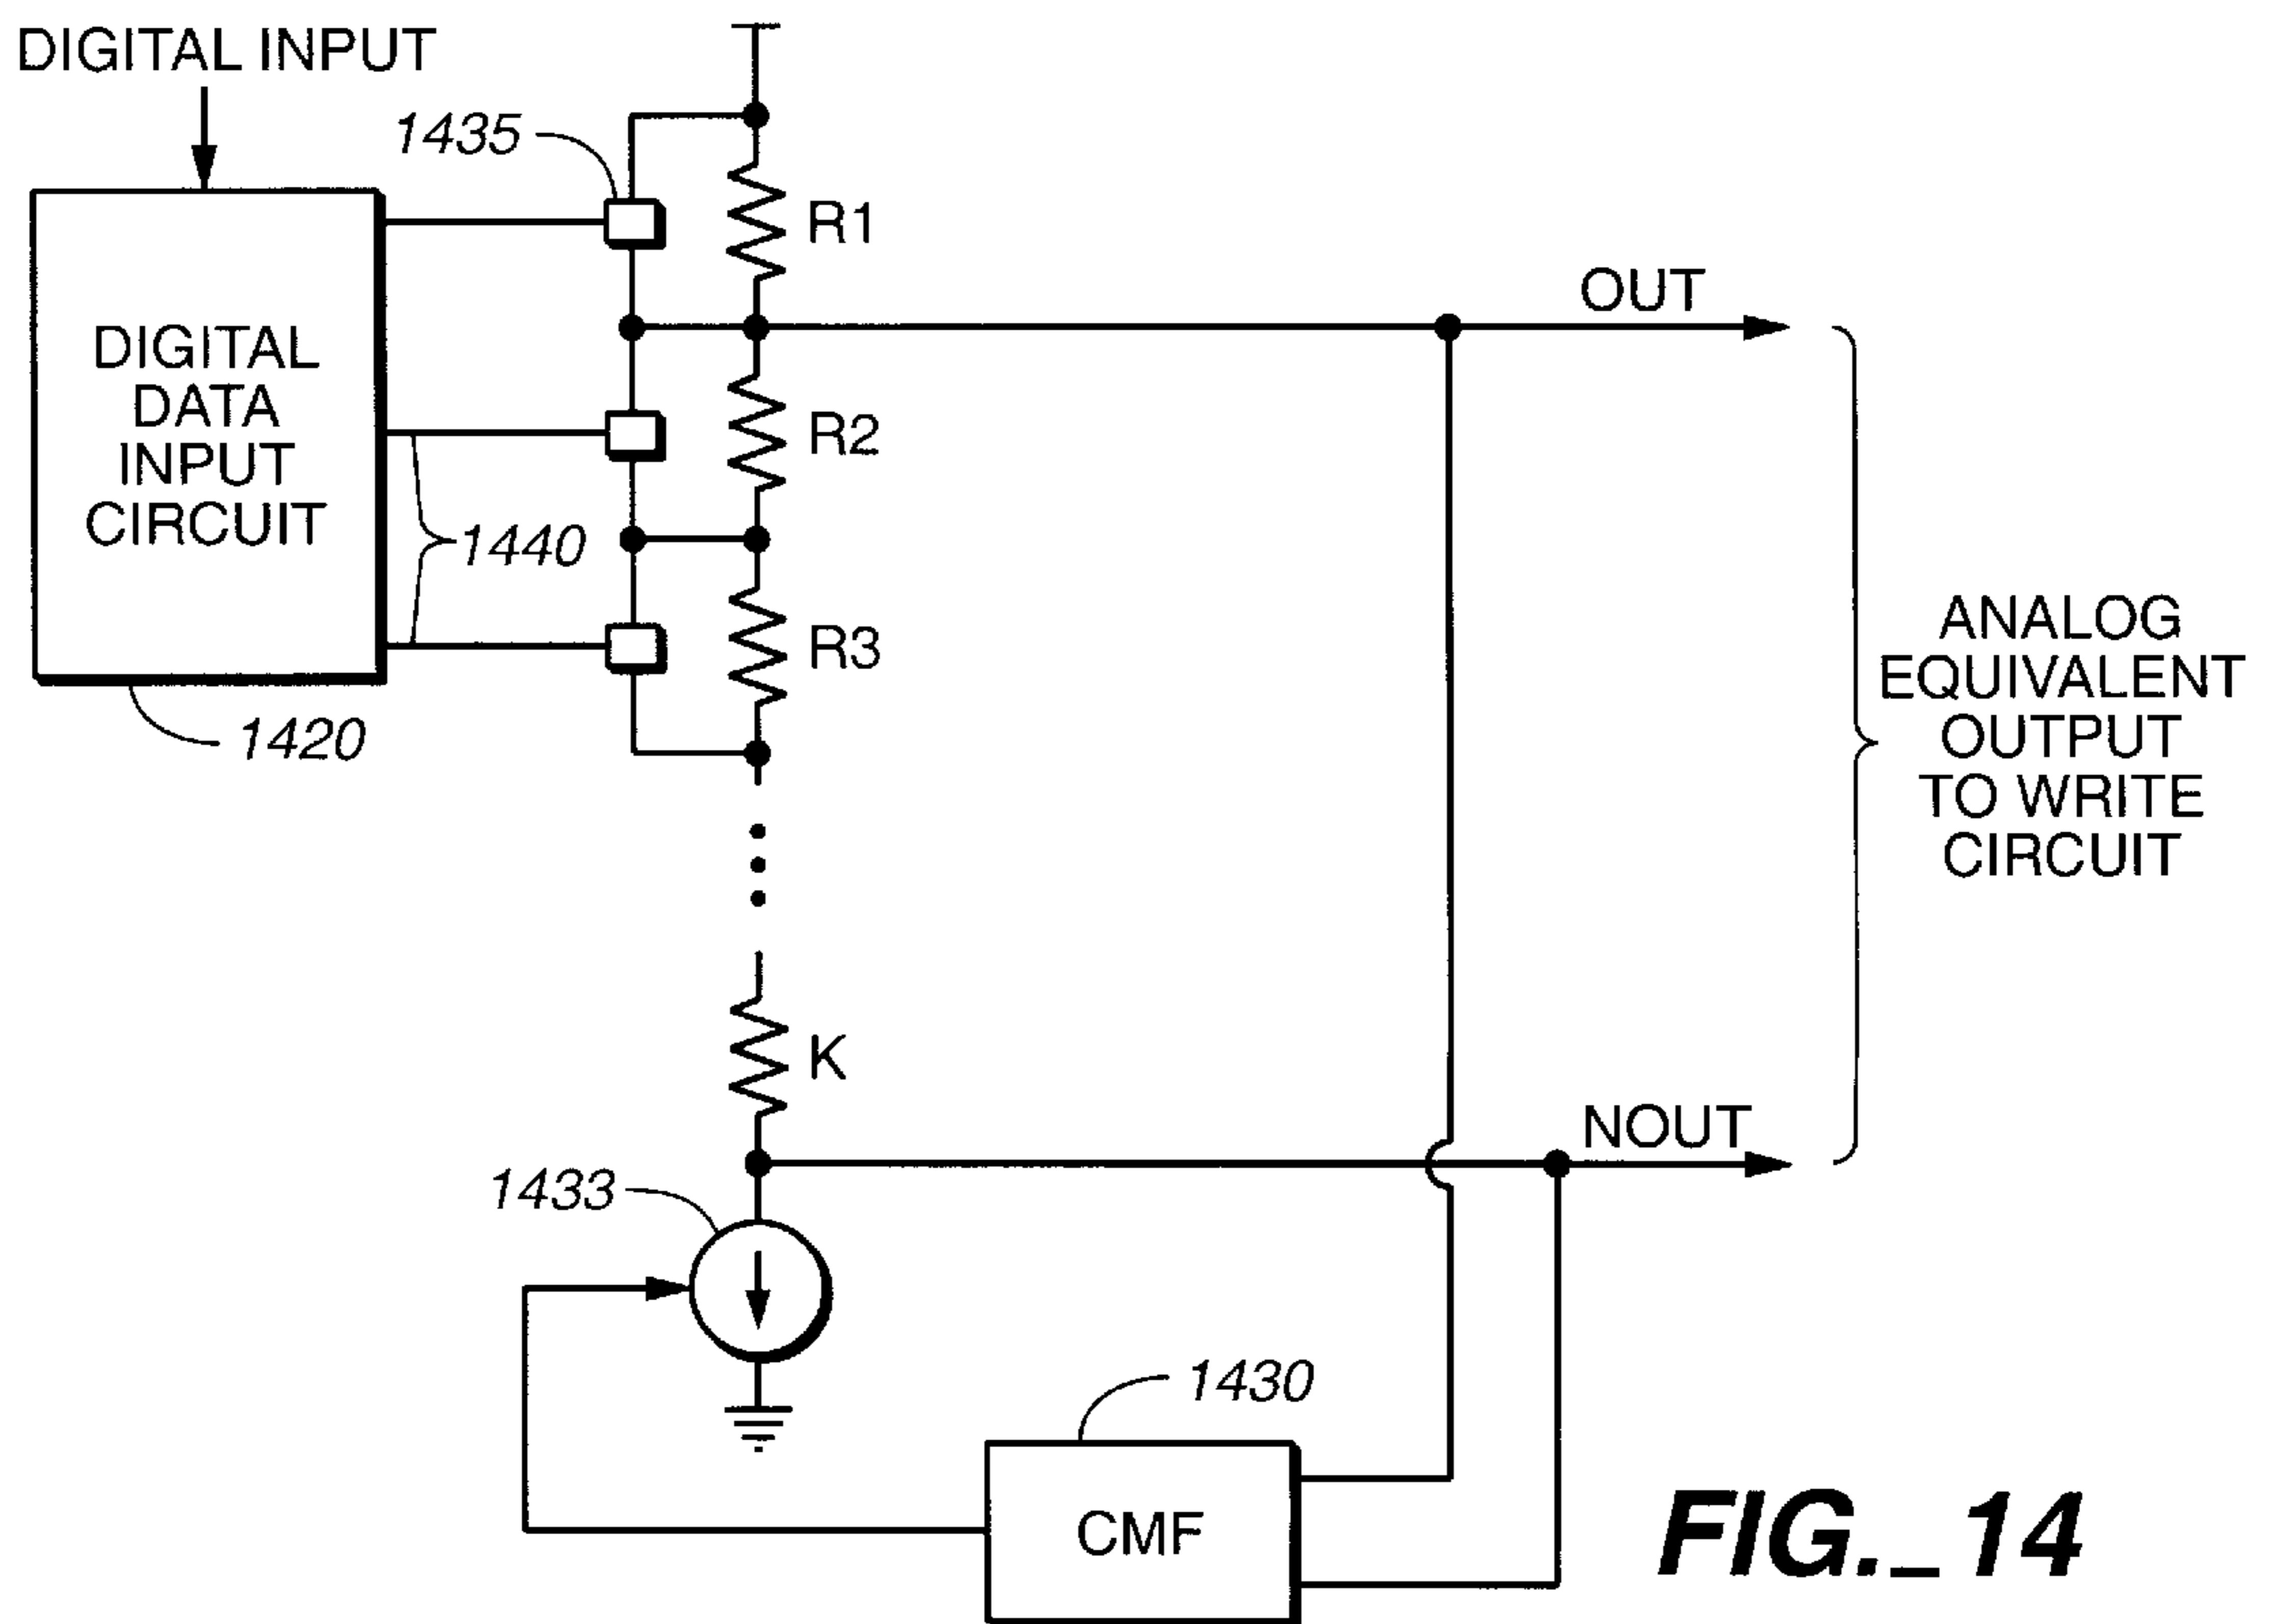 DIGITAL INPUT
1435
R1
OUT
DIGITAL
DATA
INPUT
CIRCUIT
R2
1440
R3
ANALOG
EQUIVALENT
OUTPUT
TO WRITE
CIRCUIT
1420
K
NOUT
1433
1430
CMF
FIG._14